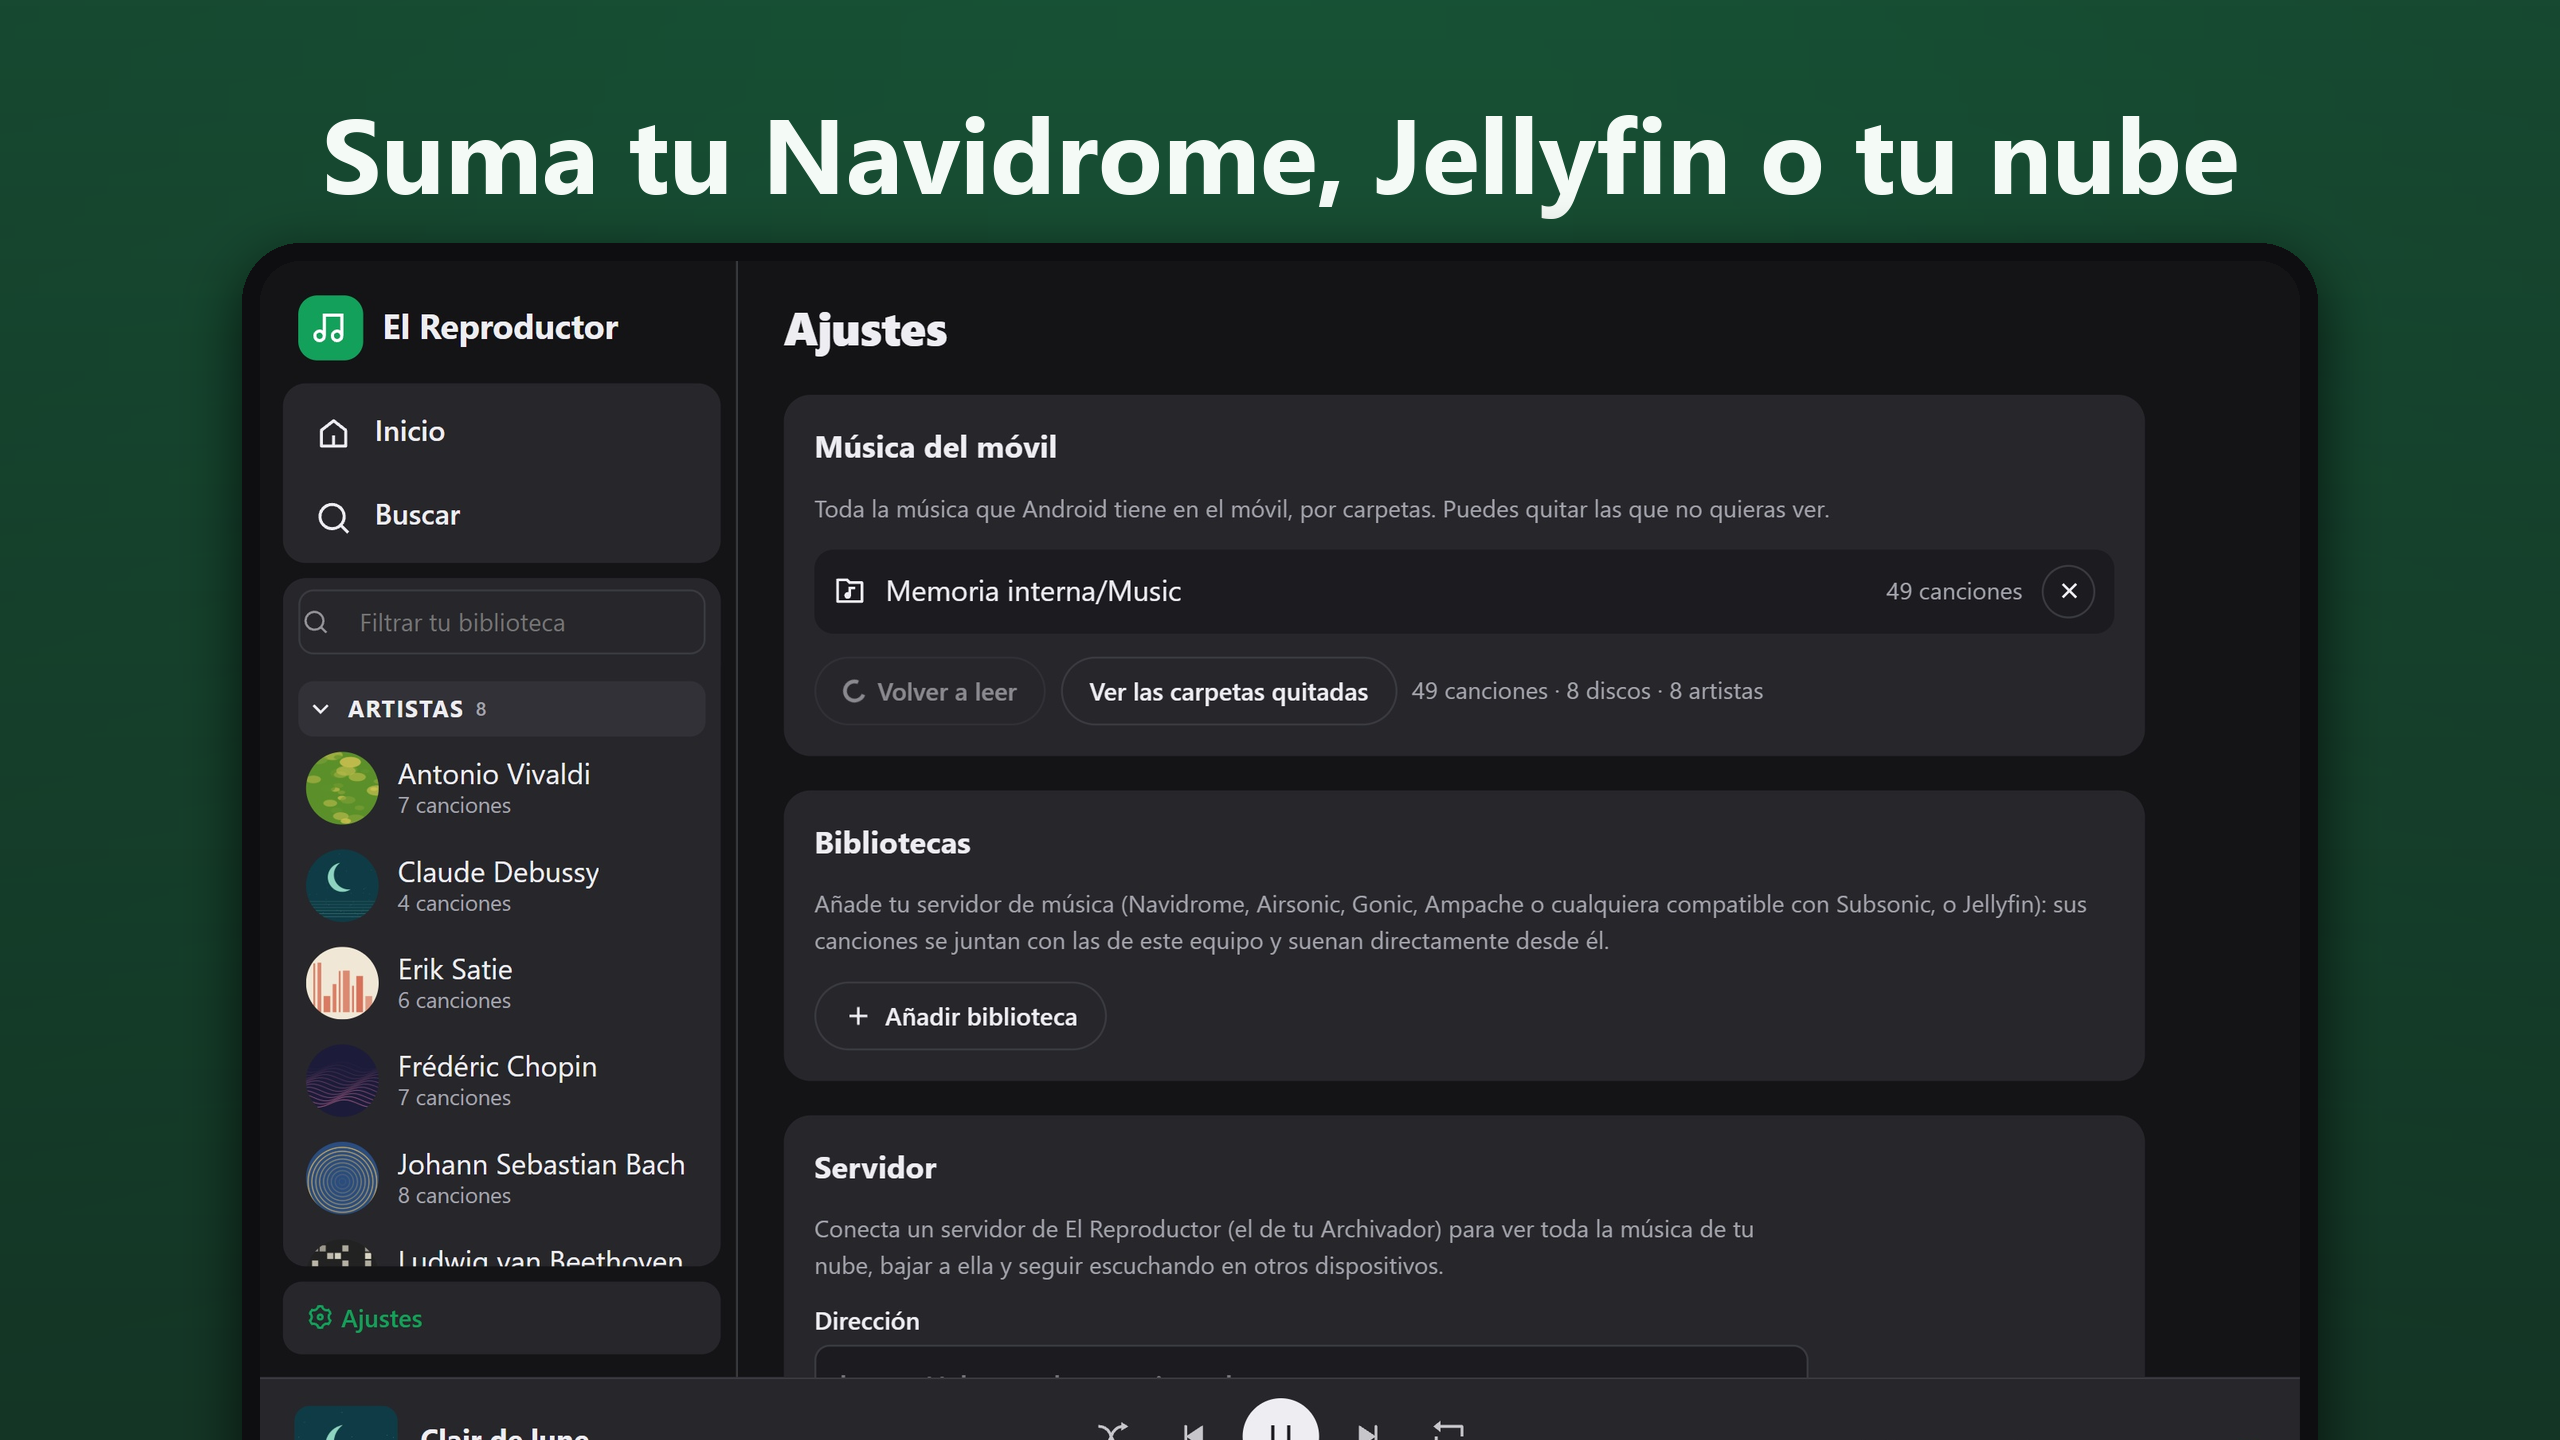 Suma tu Navidrome, Jellyfin o tu nube
El Reproductor
Inicio
Buscar
Filtrar tu biblioteca
ARTISTAS 8
Antonio Vivaldi
7 canciones
Claude Debussy
4 canciones
Erik Satie
6 canciones
Frédéric Chopin
7 canciones
Johann Sebastian Bach
8 canciones
Ludwig van Beethoven
Ajustes
Ajustes
Música del móvil
Toda la música que Android tiene en el móvil, por carpetas. Puedes quitar las que no quieras ver.
Memoria interna/Music
49 canciones
Volver a leer
Ver las carpetas quitadas
49 canciones · 8 discos · 8 artistas
Bibliotecas
Añade tu servidor de música (Navidrome, Airsonic, Gonic, Ampache o cualquiera compatible con Subsonic, o Jellyfin): sus
canciones se juntan con las de este equipo y suenan directamente desde él.
Añadir biblioteca
Servidor
Conecta un servidor de El Reproductor (el de tu Archivador) para ver toda la música de tu
nube, bajar a ella y seguir escuchando en otros dispositivos.
Dirección
Clair de lune